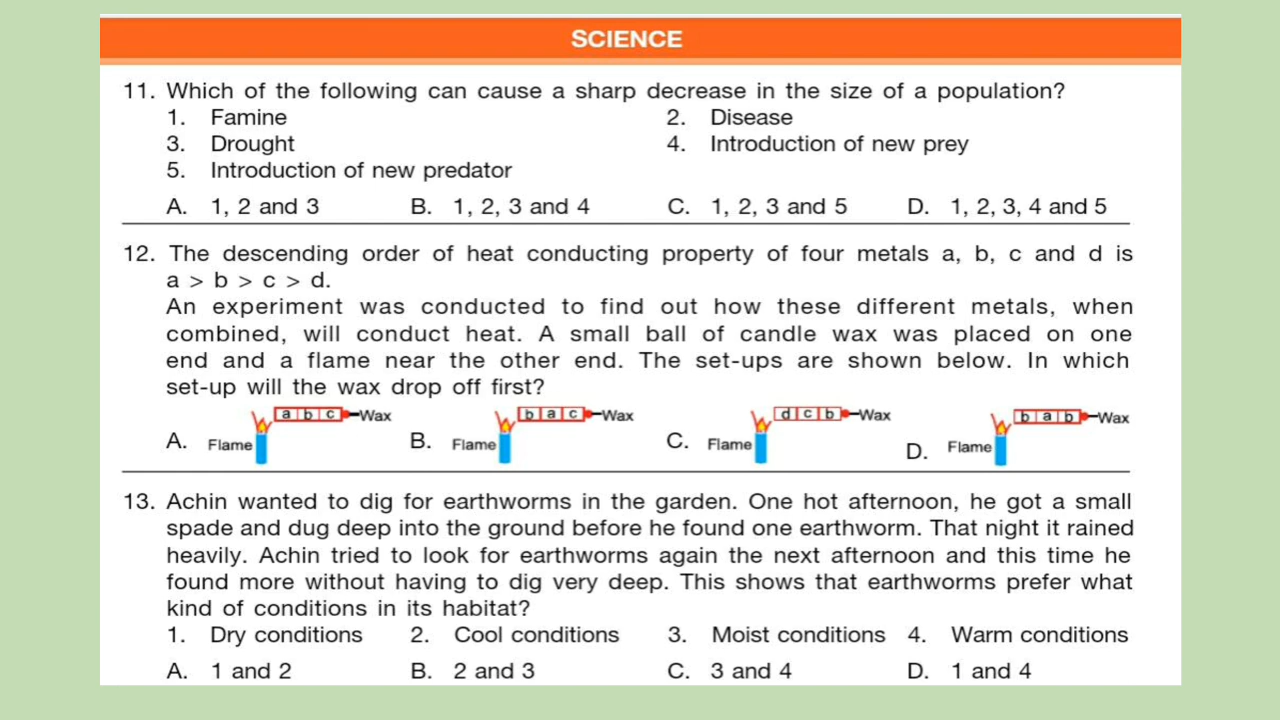 SCIENCE
11. Which of the following can cause a sharp decrease in the size of a population?
1. Famine 2. Disease
3. Drought 4. Introduction of new prey
5. Introduction of new predator
A. 1, 2 and 3 B. 1, 2, 3 and 4 C. 1, 2, 3 and 5 D. 1, 2, 3, 4 and 5
12. The descending order of heat conducting property of four metals a, b, c and d is
a > b > c > d.
An experiment was conducted to find out how these different metals, when
combined, will conduct heat. A small ball of candle wax was placed on one
end and a flame near the other end. The set-ups are shown below. In which
set-up will the wax drop off first?
a b c Wax b a c Wax d c b Wax b a b Wax
A. Flame B. Flame C. Flame D. Flame
13. Achin wanted to dig for earthworms in the garden. One hot afternoon, he got a small
spade and dug deep into the ground before he found one earthworm. That night it rained
heavily. Achin tried to look for earthworms again the next afternoon and this time he
found more without having to dig very deep. This shows that earthworms prefer what
kind of conditions in its habitat?
1. Dry conditions 2. Cool conditions 3. Moist conditions 4. Warm conditions
A. 1 and 2 B. 2 and 3 C. 3 and 4 D. 1 and 4